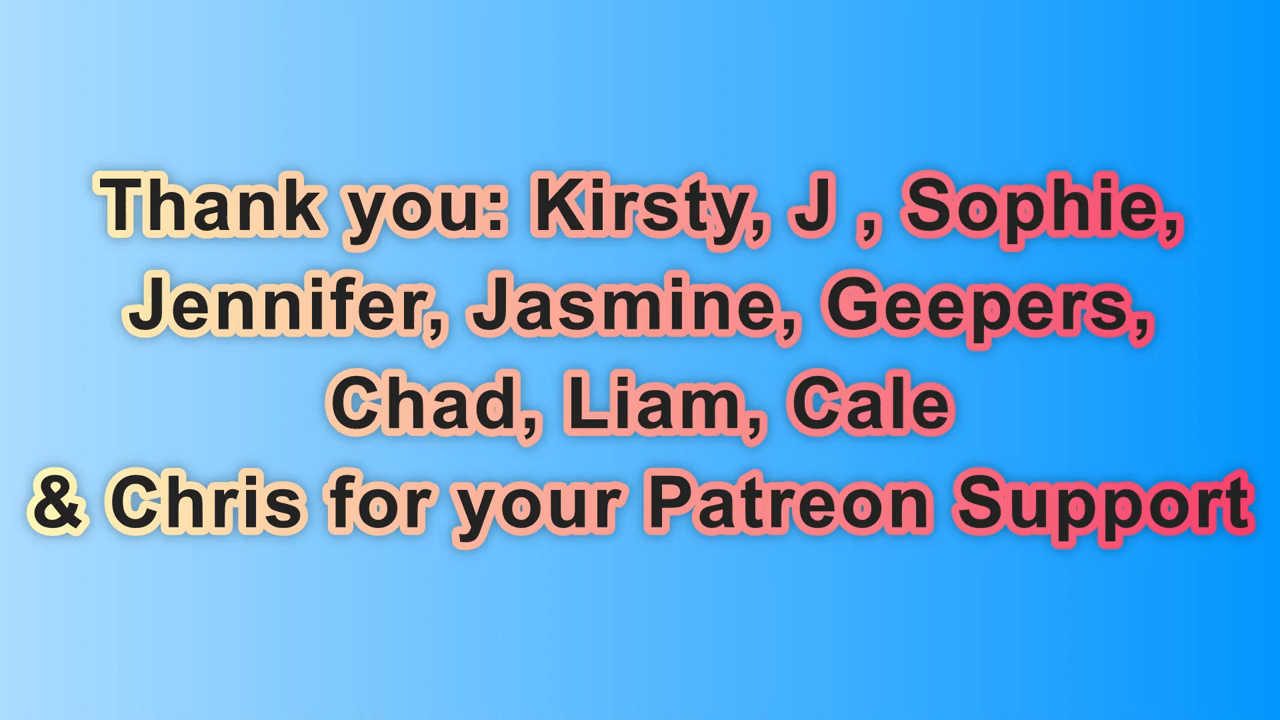 Thank you: Kirsty, J , Sophie,
Jennifer, Jasmine, Geepers,
Chad, Liam, Cale
& Chris for your Patreon Support